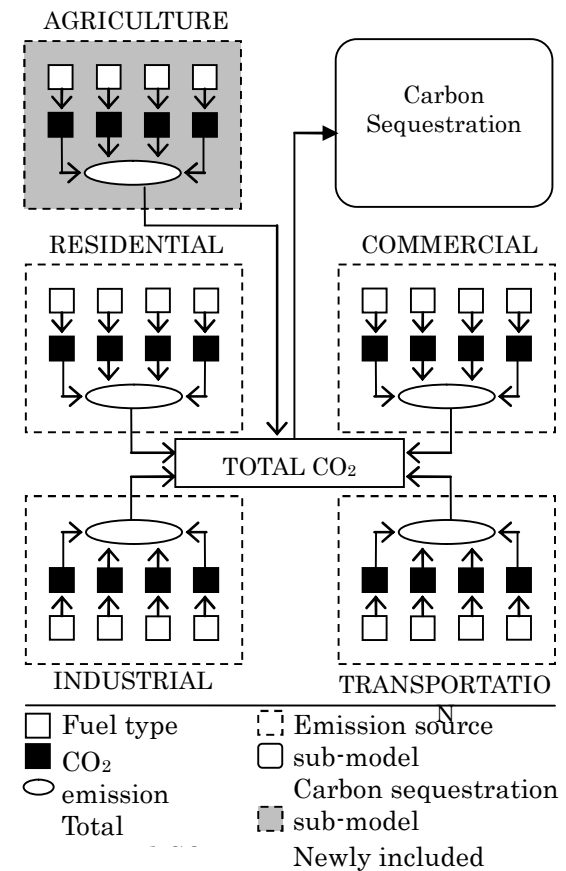 AGRICULTURE
Carbon
Sequestration
RESIDENTIAL
COMMERCIAL
TOTAL CO₂
INDUSTRIAL
TRANSPORTATIO
N
Fuel type
CO₂
emission
Total
Emission source
sub-model
Carbon sequestration
sub-model
Newly included